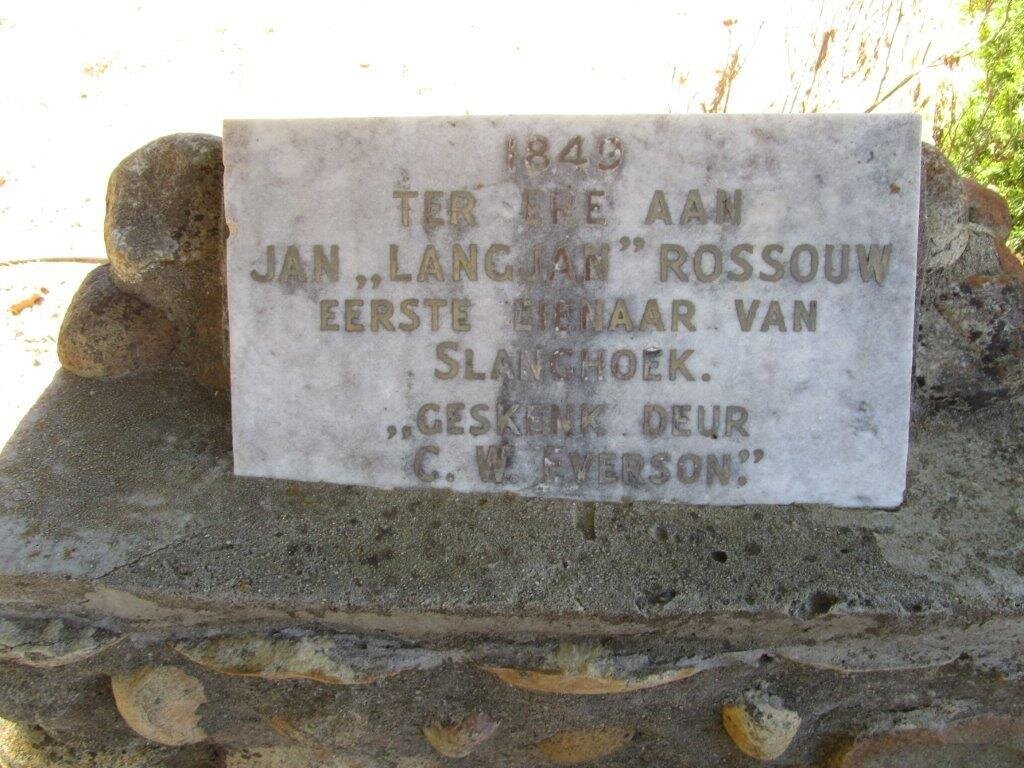 1849
TER ERE AAN
JAN „LANGJAN” ROSSOUW
EERSTE EIENAAR VAN
SLANGHOEK.
„GESKENK DEUR
C. W. EVERSON.”